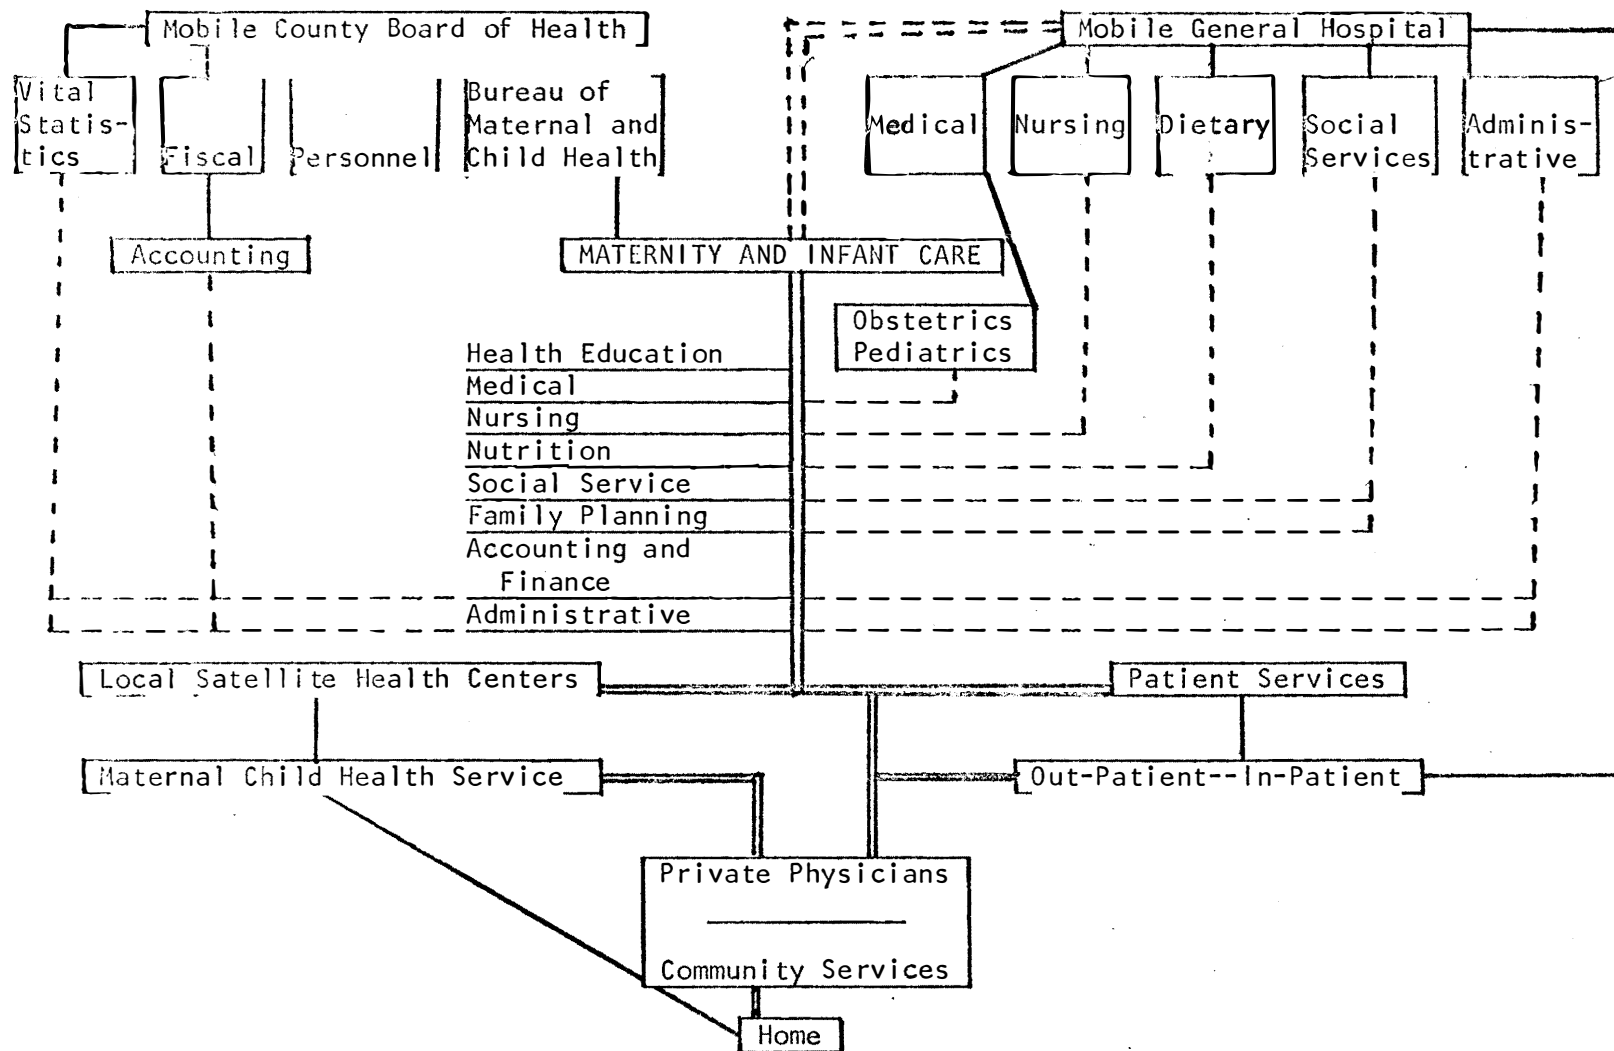 Mobile County Board of Health
Mobile General Hospital
Vital
Statis-
tics
Fiscal
Personnel
Bureau of
Maternal and
Child Health
Medical
Nursing
Dietary
Social
Services
Adminis-
trative
Accounting
MATERNITY AND INFANT CARE
Obstetrics
Pediatrics
Health Education
Medical
Nursing
Nutrition
Social Service
Family Planning
Accounting and
Finance
Administrative
Local Satellite Health Centers
Patient Services
Maternal Child Health Service
Out-Patient--In-Patient
Private Physicians
Community Services
Home